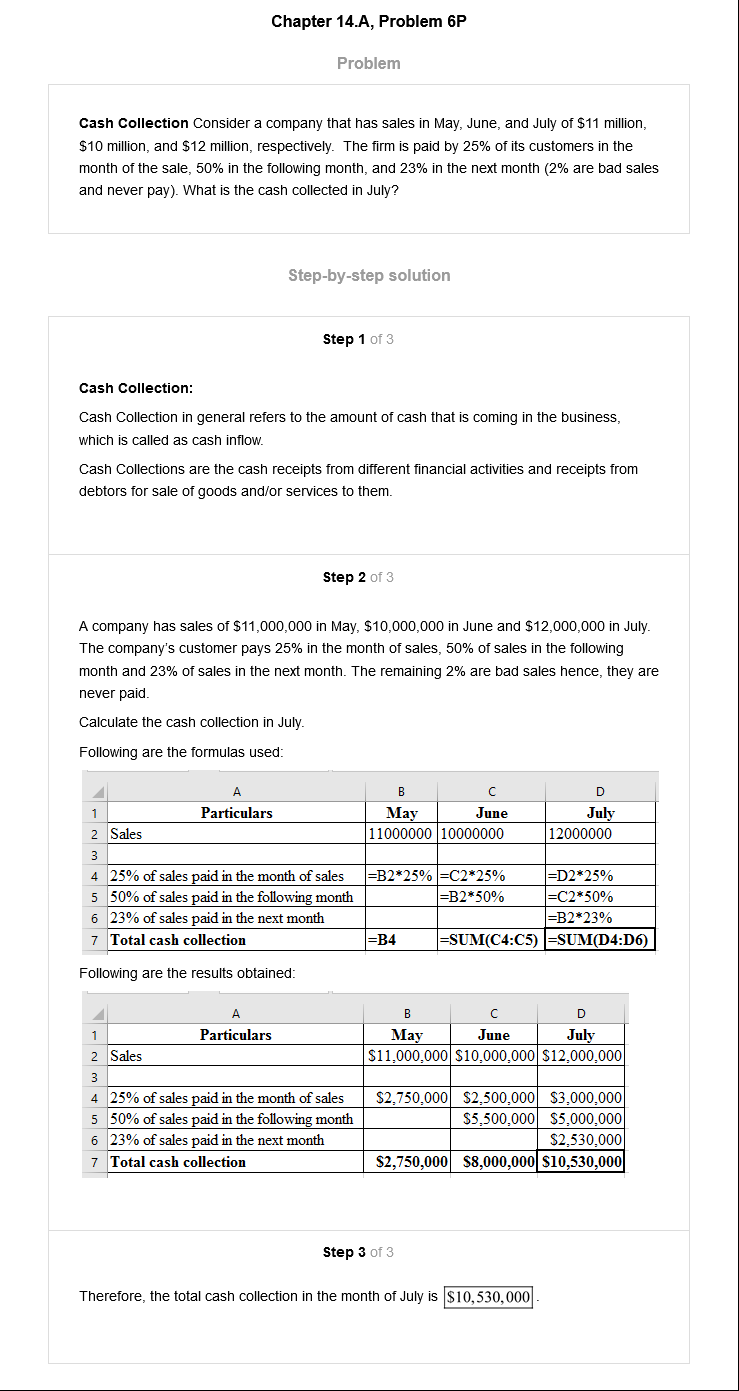 Chapter 14.A, Problem 6P
Problem
Cash Collection Consider a company that has sales in May, June, and July of $11 million,
$10 million, and $12 million, respectively. The firm is paid by 25% of its customers in the
month of the sale, 50% in the following month, and 23% in the next month (2% are bad sales
and never pay). What is the cash collected in July?
Step-by-step solution
Step 1 of 3
Cash Collection:
Cash Collection in general refers to the amount of cash that is coming in the business,
which is called as cash inflow.
Cash Collections are the cash receipts from different financial activities and receipts from
debtors for sale of goods and/or services to them.
Step 2 of 3
A company has sales of $11,000,000 in May, $10,000,000 in June and $12,000,000 in July.
The company's customer pays 25% in the month of sales, 50% of sales in the following
month and 23% of sales in the next month. The remaining 2% are bad sales hence, they are
never paid.
Calculate the cash collection in July.
Following are the formulas used:
A B C D
1 Particulars May June July
2 Sales 11000000 10000000 12000000
3
4 25% of sales paid in the month of sales =B2*25% =C2*25% =D2*25%
5 50% of sales paid in the following month =B2*50% =C2*50%
6 23% of sales paid in the next month =B2*23%
7 Total cash collection =B4 =SUM(C4:C5) =SUM(D4:D6)
Following are the results obtained:
A B C D
1 Particulars May June July
2 Sales $11,000,000 $10,000,000 $12,000,000
3
4 25% of sales paid in the month of sales $2,750,000 $2,500,000 $3,000,000
5 50% of sales paid in the following month $5,500,000 $5,000,000
6 23% of sales paid in the next month $2,530,000
7 Total cash collection $2,750,000 $8,000,000 $10,530,000
Step 3 of 3
Therefore, the total cash collection in the month of July is $10,530,000 .